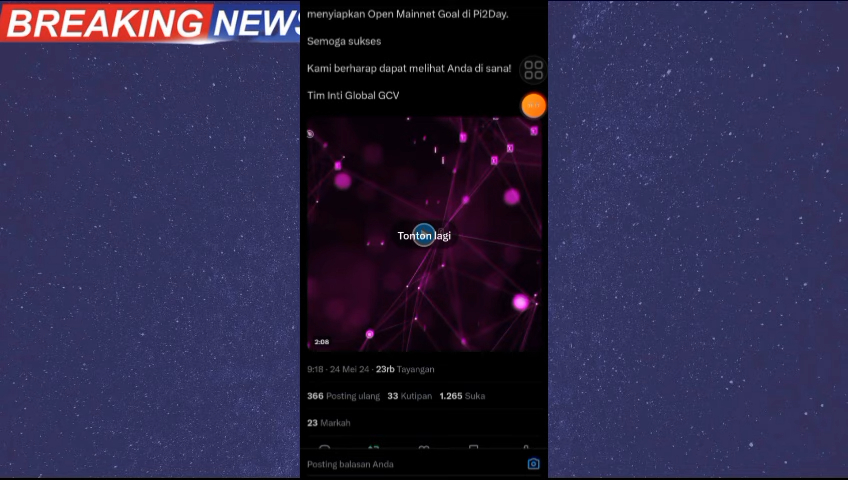 BREAKING NEWS
menyiapkan Open Mainnet Goal di Pi2Day.
Semoga sukses
Kami berharap dapat melihat Anda di sana!
Tim Inti Global GCV
Tonton lagi
2:08
9:18 · 24 Mei 24 · 23rb Tayangan
366 Posting ulang 33 Kutipan 1.265 Suka
23 Markah
Posting balasan Anda